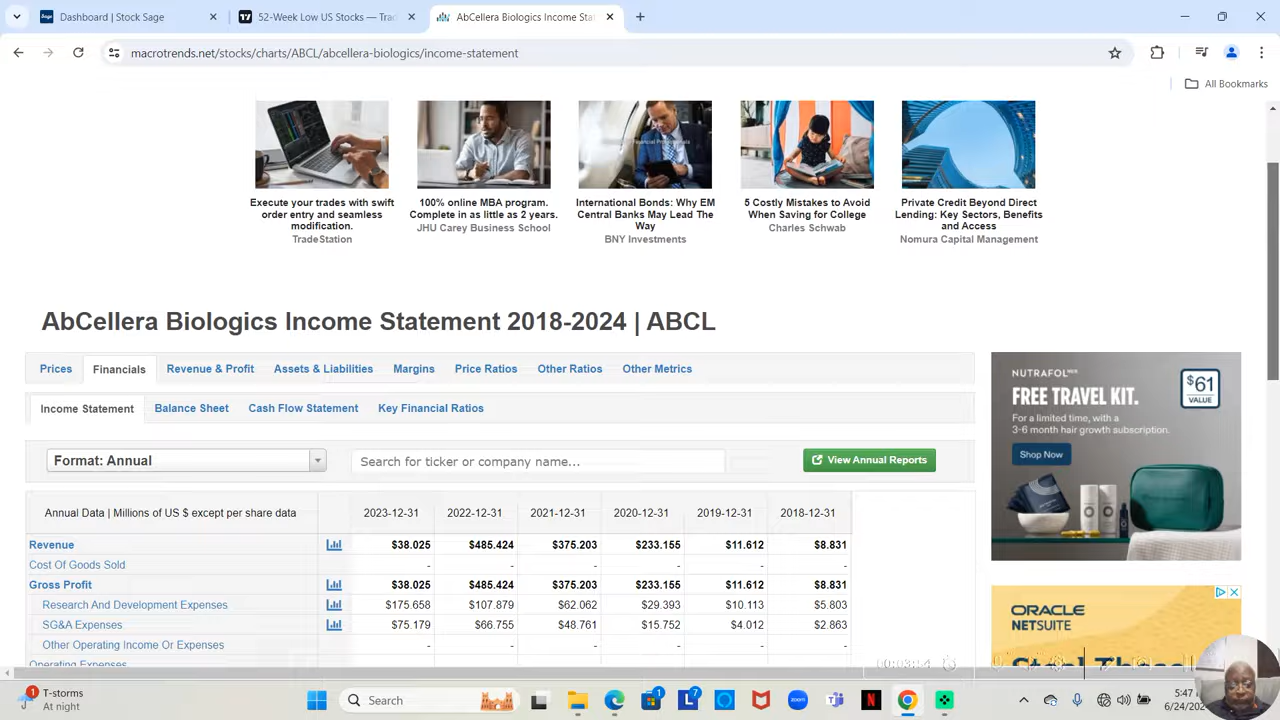 Sage
Dashboard | Stock Sage
52-Week Low US Stocks — Tra
AbCellera Biologics Income Sta
macrotrends.net/stocks/charts/ABCL/abcellera-biologics/income-statement
All Bookmarks
Execute your trades with swift order entry and seamless modification.
TradeStation
100% online MBA program. Complete in as little as 2 years.
JHU Carey Business School
International Bonds: Why EM Central Banks May Lead The Way
BNY Investments
5 Costly Mistakes to Avoid When Saving for College
Charles Schwab
Private Credit Beyond Direct Lending: Key Sectors, Benefits and Access
Nomura Capital Management
AbCellera Biologics Income Statement 2018-2024 | ABCL
Prices Financials Revenue & Profit Assets & Liabilities Margins Price Ratios Other Ratios Other Metrics
Income Statement Balance Sheet Cash Flow Statement Key Financial Ratios
Format: Annual
Search for ticker or company name...
View Annual Reports
Annual Data | Millions of US $ except per share data 2023-12-31 2022-12-31 2021-12-31 2020-12-31 2019-12-31 2018-12-31
Revenue $38.025 $485.424 $375.203 $233.155 $11.612 $8.831
Cost Of Goods Sold - - - - - -
Gross Profit $38.025 $485.424 $375.203 $233.155 $11.612 $8.831
Research And Development Expenses $175.658 $107.879 $62.062 $29.393 $10.113 $5.803
SG&A Expenses $75.179 $66.755 $48.761 $15.752 $4.012 $2.863
Other Operating Income Or Expenses - - - - - -
Operating Expenses
NUTRAFOL
FREE TRAVEL KIT.
For a limited time, with a
3-6 month hair growth subscription.
Shop Now
$61
VALUE
ORACLE
NETSUITE
1
T-storms
At night
Search
1
7
5:47
6/24/202